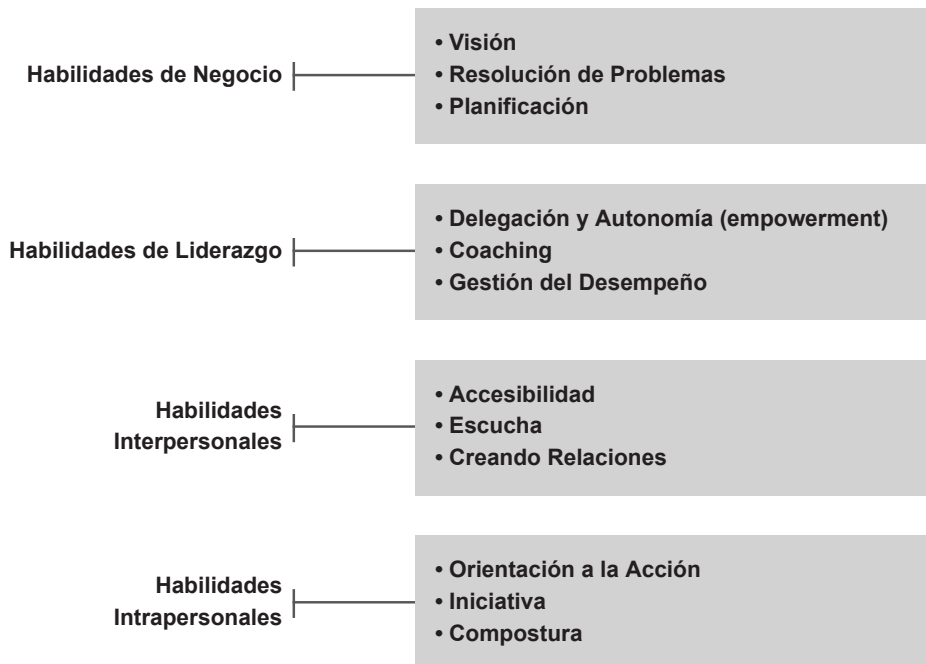 Habilidades de Negocio
• Visión
• Resolución de Problemas
• Planificación
Habilidades de Liderazgo
• Delegación y Autonomía (empowerment)
• Coaching
• Gestión del Desempeño
Habilidades
Interpersonales
• Accesibilidad
• Escucha
• Creando Relaciones
Habilidades
Intrapersonales
• Orientación a la Acción
• Iniciativa
• Compostura